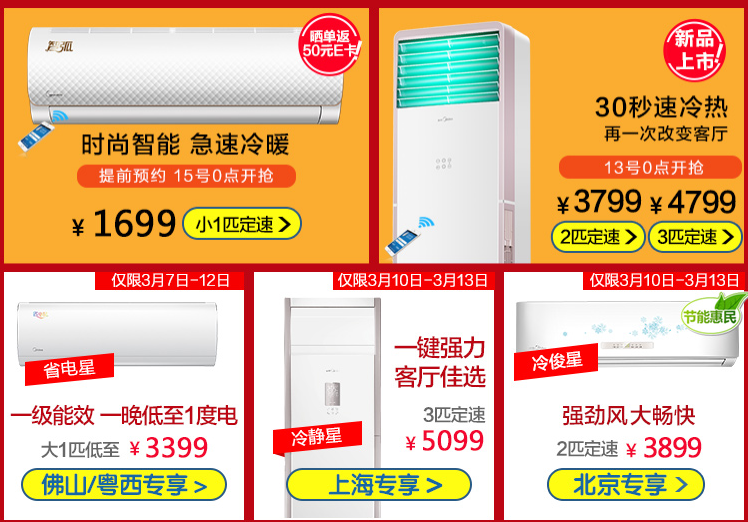 智弧
晒单返
50元E卡!
时尚智能 急速冷暖
提前预约 15号0点开抢
¥ 1699 小1匹定速 >
新品
上市!
30秒速冷热
再一次改变客厅
13号0点开抢
¥ 3799 ¥ 4799
2匹定速 > 3匹定速 >
仅限3月7日-12日
省电星
一级能效 一晚低至1度电
大1匹低至 ¥ 3399
佛山/粤西专享 >
仅限3月10日-3月13日
一键强力
客厅佳选
冷静星
3匹定速
¥ 5099
上海专享 >
仅限3月10日-3月13日
节能惠民
冷俊星
强劲风大畅快
2匹定速 ¥ 3899
北京专享 >